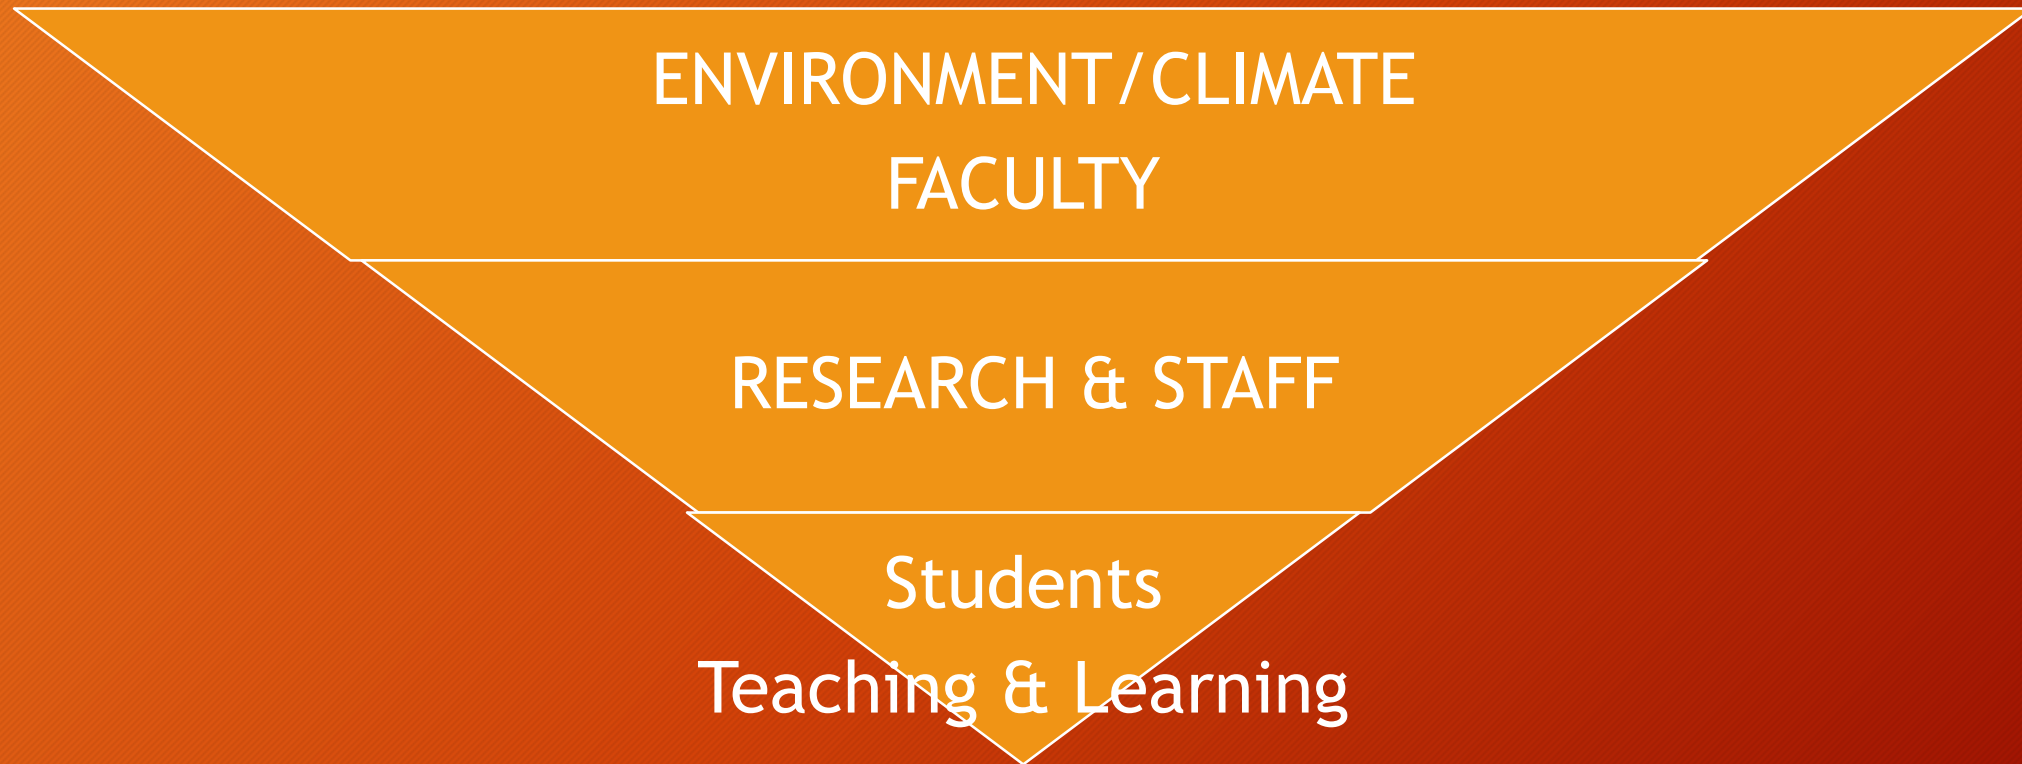 ENVIRONMENT/CLIMATE
FACULTY
RESEARCH & STAFF
Students
Teaching & Learning